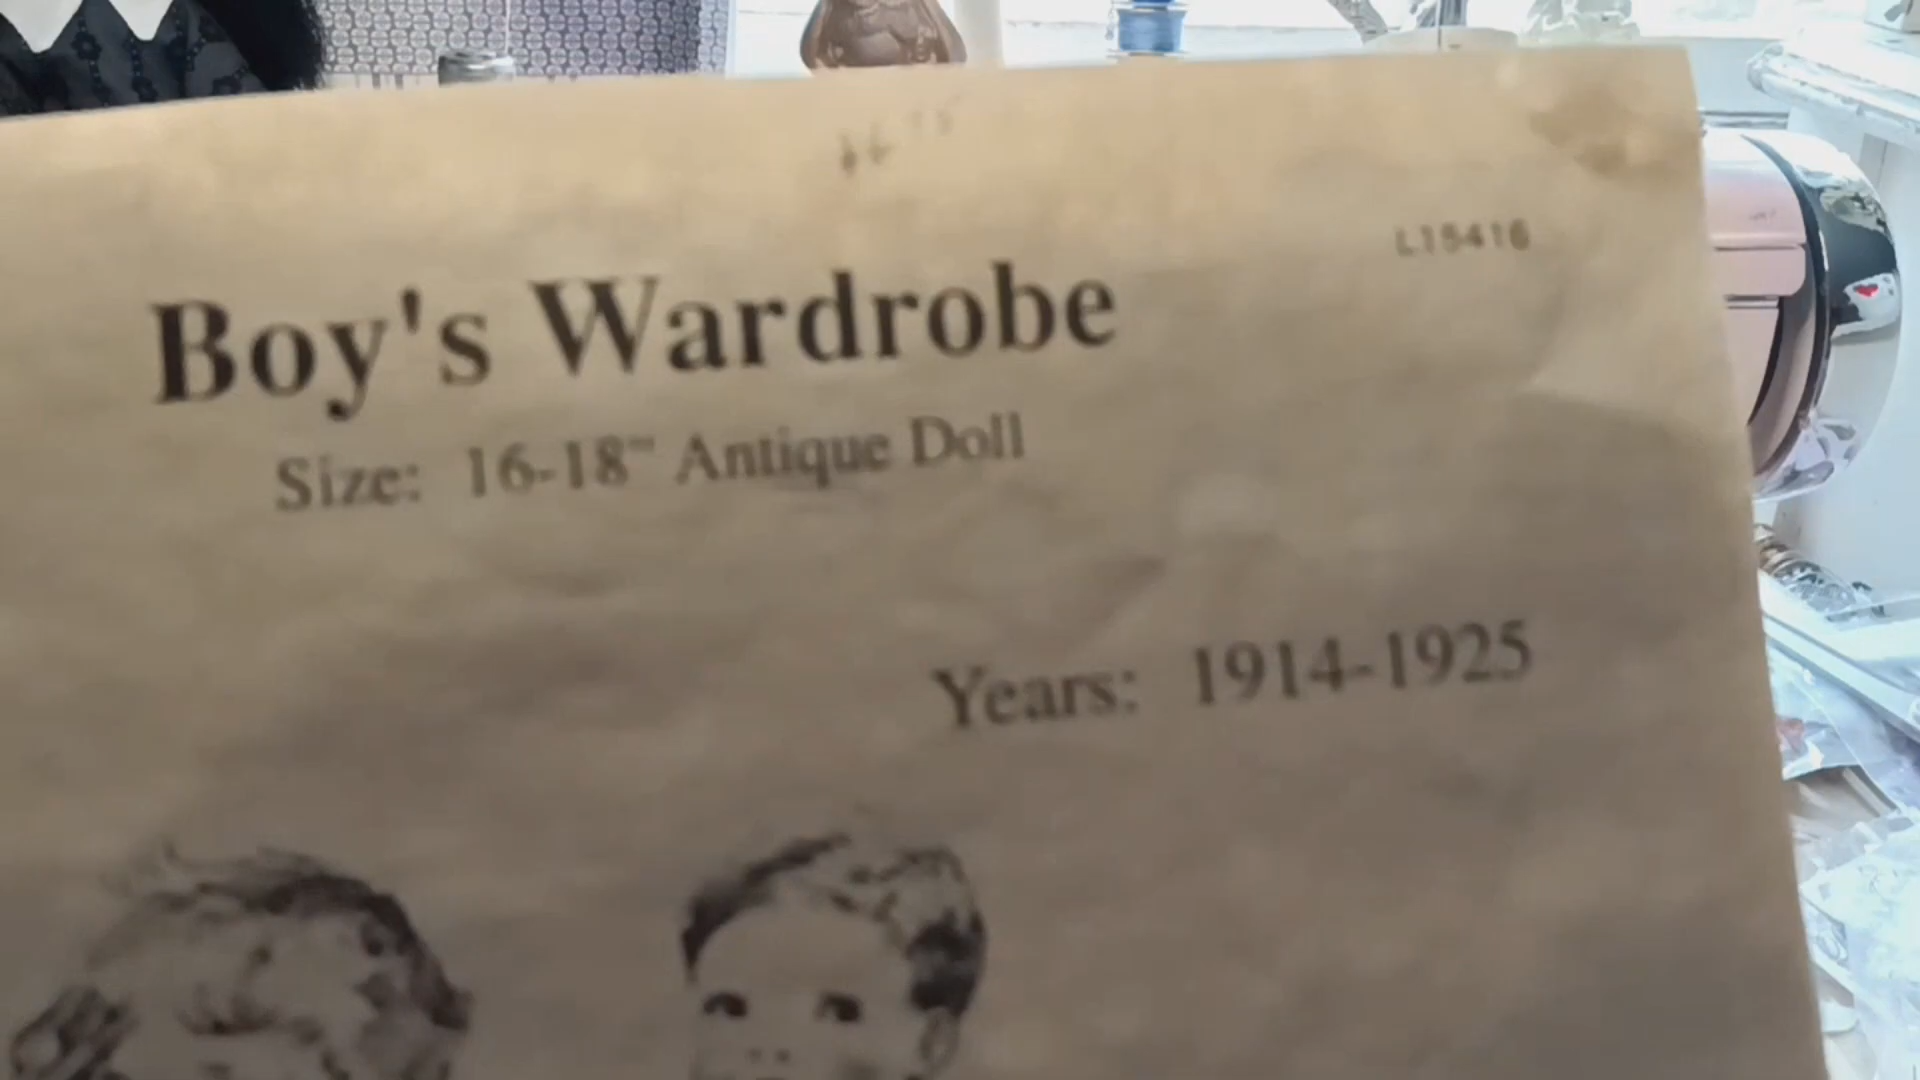 L15416
Boy's Wardrobe
Size: 16-18" Antique Doll
Years: 1914-1925